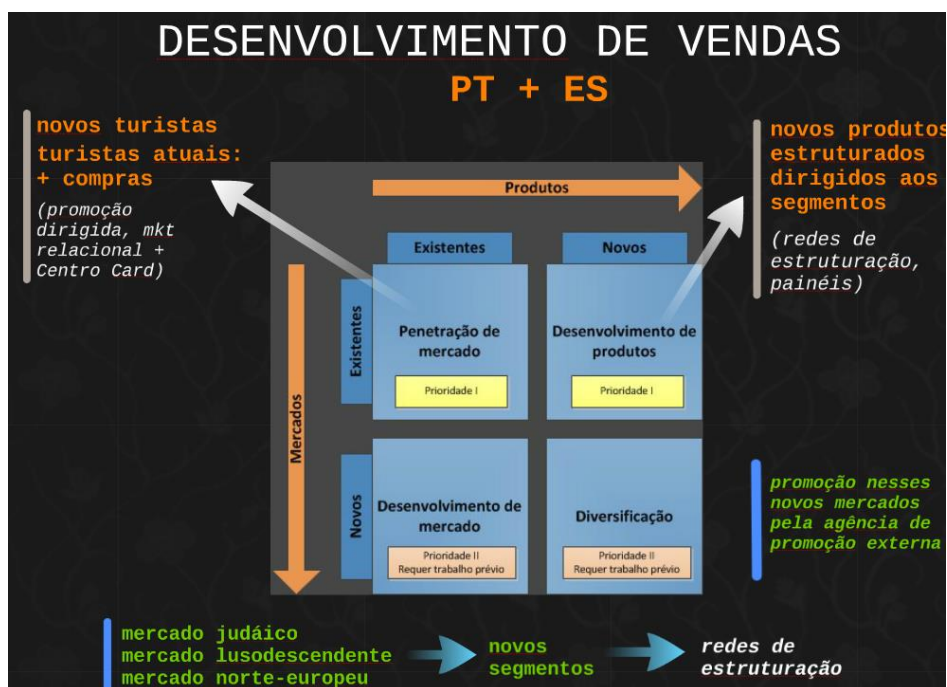 DESENVOLVIMENTO DE VENDAS
PT + ES
novos turistas
turistas atuais:
+ compras
(promoção
dirigida, mkt
relacional +
Centro Card)
novos produtos
estruturados
dirigidos aos
segmentos
(redes de
estruturação,
painéis)
Produtos
Existentes
Novos
Mercados
Existentes
Penetração de
mercado
Prioridade I
Desenvolvimento de
produtos
Prioridade I
Novos
Desenvolvimento de
mercado
Prioridade II
Requer trabalho prévio
Diversificação
Prioridade II
Requer trabalho prévio
promoção nesses
novos mercados
pela agência de
promoção externa
mercado judáico
mercado lusodescendente
mercado norte-europeu
novos
segmentos
redes de
estruturação